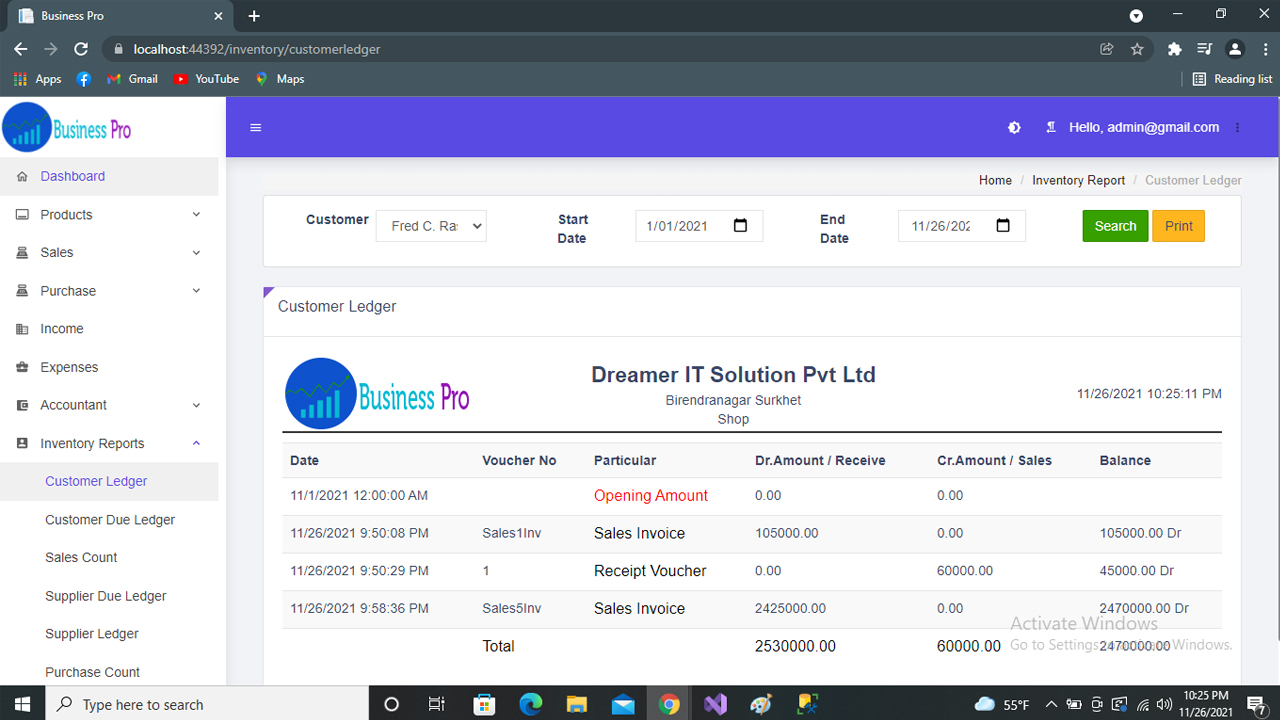 Business Pro
localhost:44392/inventory/customerledger
Apps Gmail YouTube Maps Reading list
Business Pro
Hello, admin@gmail.com
Home / Inventory Report / Customer Ledger
Dashboard
Products
Sales
Purchase
Income
Expenses
Accountant
Inventory Reports
Customer Ledger
Customer Due Ledger
Sales Count
Supplier Due Ledger
Supplier Ledger
Purchase Count
Customer Fred C. Start Date 1/01/2021 End Date 11/26/ Search Print
Customer Ledger
Business Pro
Dreamer IT Solution Pvt Ltd
Birendranagar Surkhet
Shop
11/26/2021 10:25:11 PM
Date Voucher No Particular Dr.Amount / Receive Cr.Amount / Sales Balance
11/1/2021 12:00:00 AM Opening Amount 0.00 0.00
11/26/2021 9:50:08 PM Sales1Inv Sales Invoice 105000.00 0.00 105000.00 Dr
11/26/2021 9:50:29 PM 1 Receipt Voucher 0.00 60000.00 45000.00 Dr
11/26/2021 9:58:36 PM Sales5Inv Sales Invoice 2425000.00 0.00 2470000.00 Dr
Total 2530000.00 60000.00 2470000.00
Activate Windows
Go to Settings Windows.
Type here to search
55°F
10:25 PM
11/26/2021
7